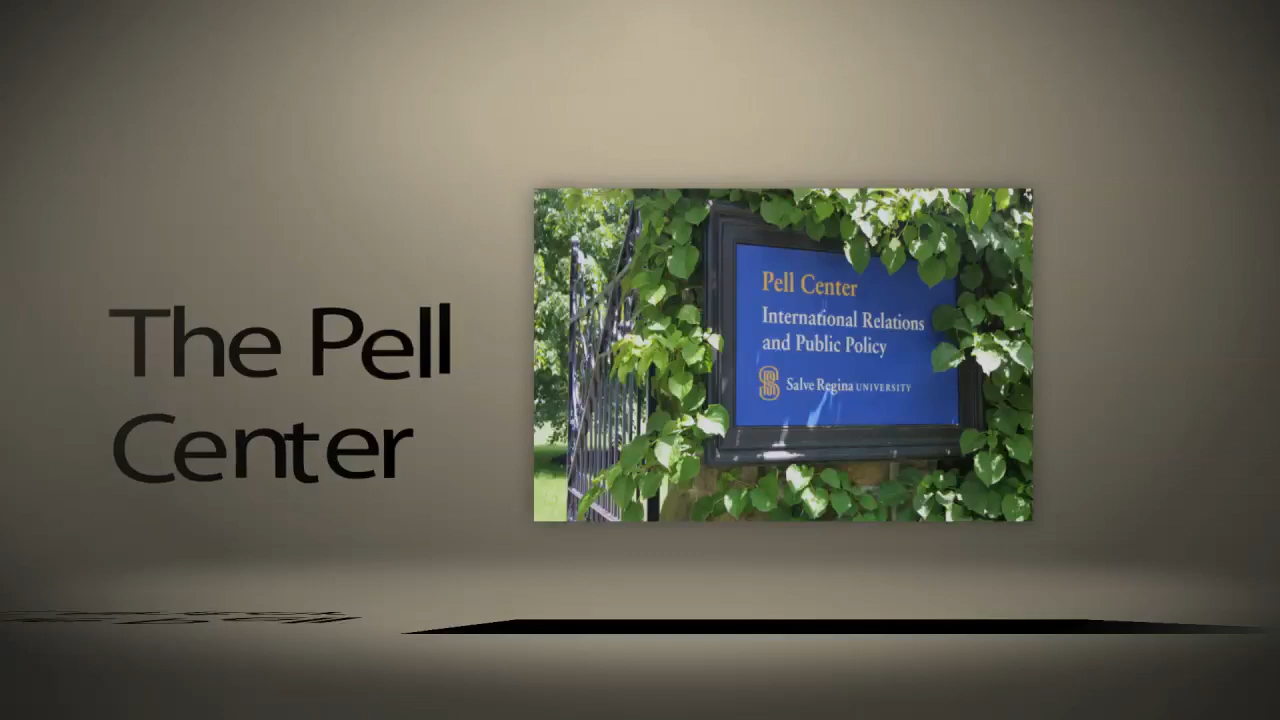 The Pell
Center
Pell Center
International Relations
and Public Policy
Salve Regina UNIVERSITY